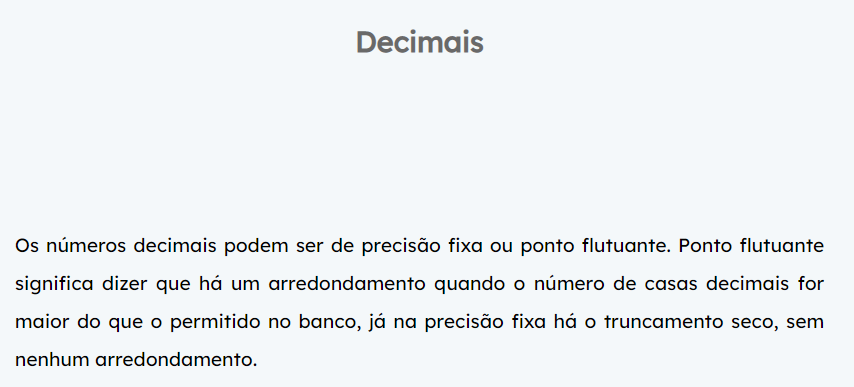 Decimais
Os números decimais podem ser de precisão fixa ou ponto flutuante. Ponto flutuante
significa dizer que há um arredondamento quando o número de casas decimais for
maior do que o permitido no banco, já na precisão fixa há o truncamento seco, sem
nenhum arredondamento.